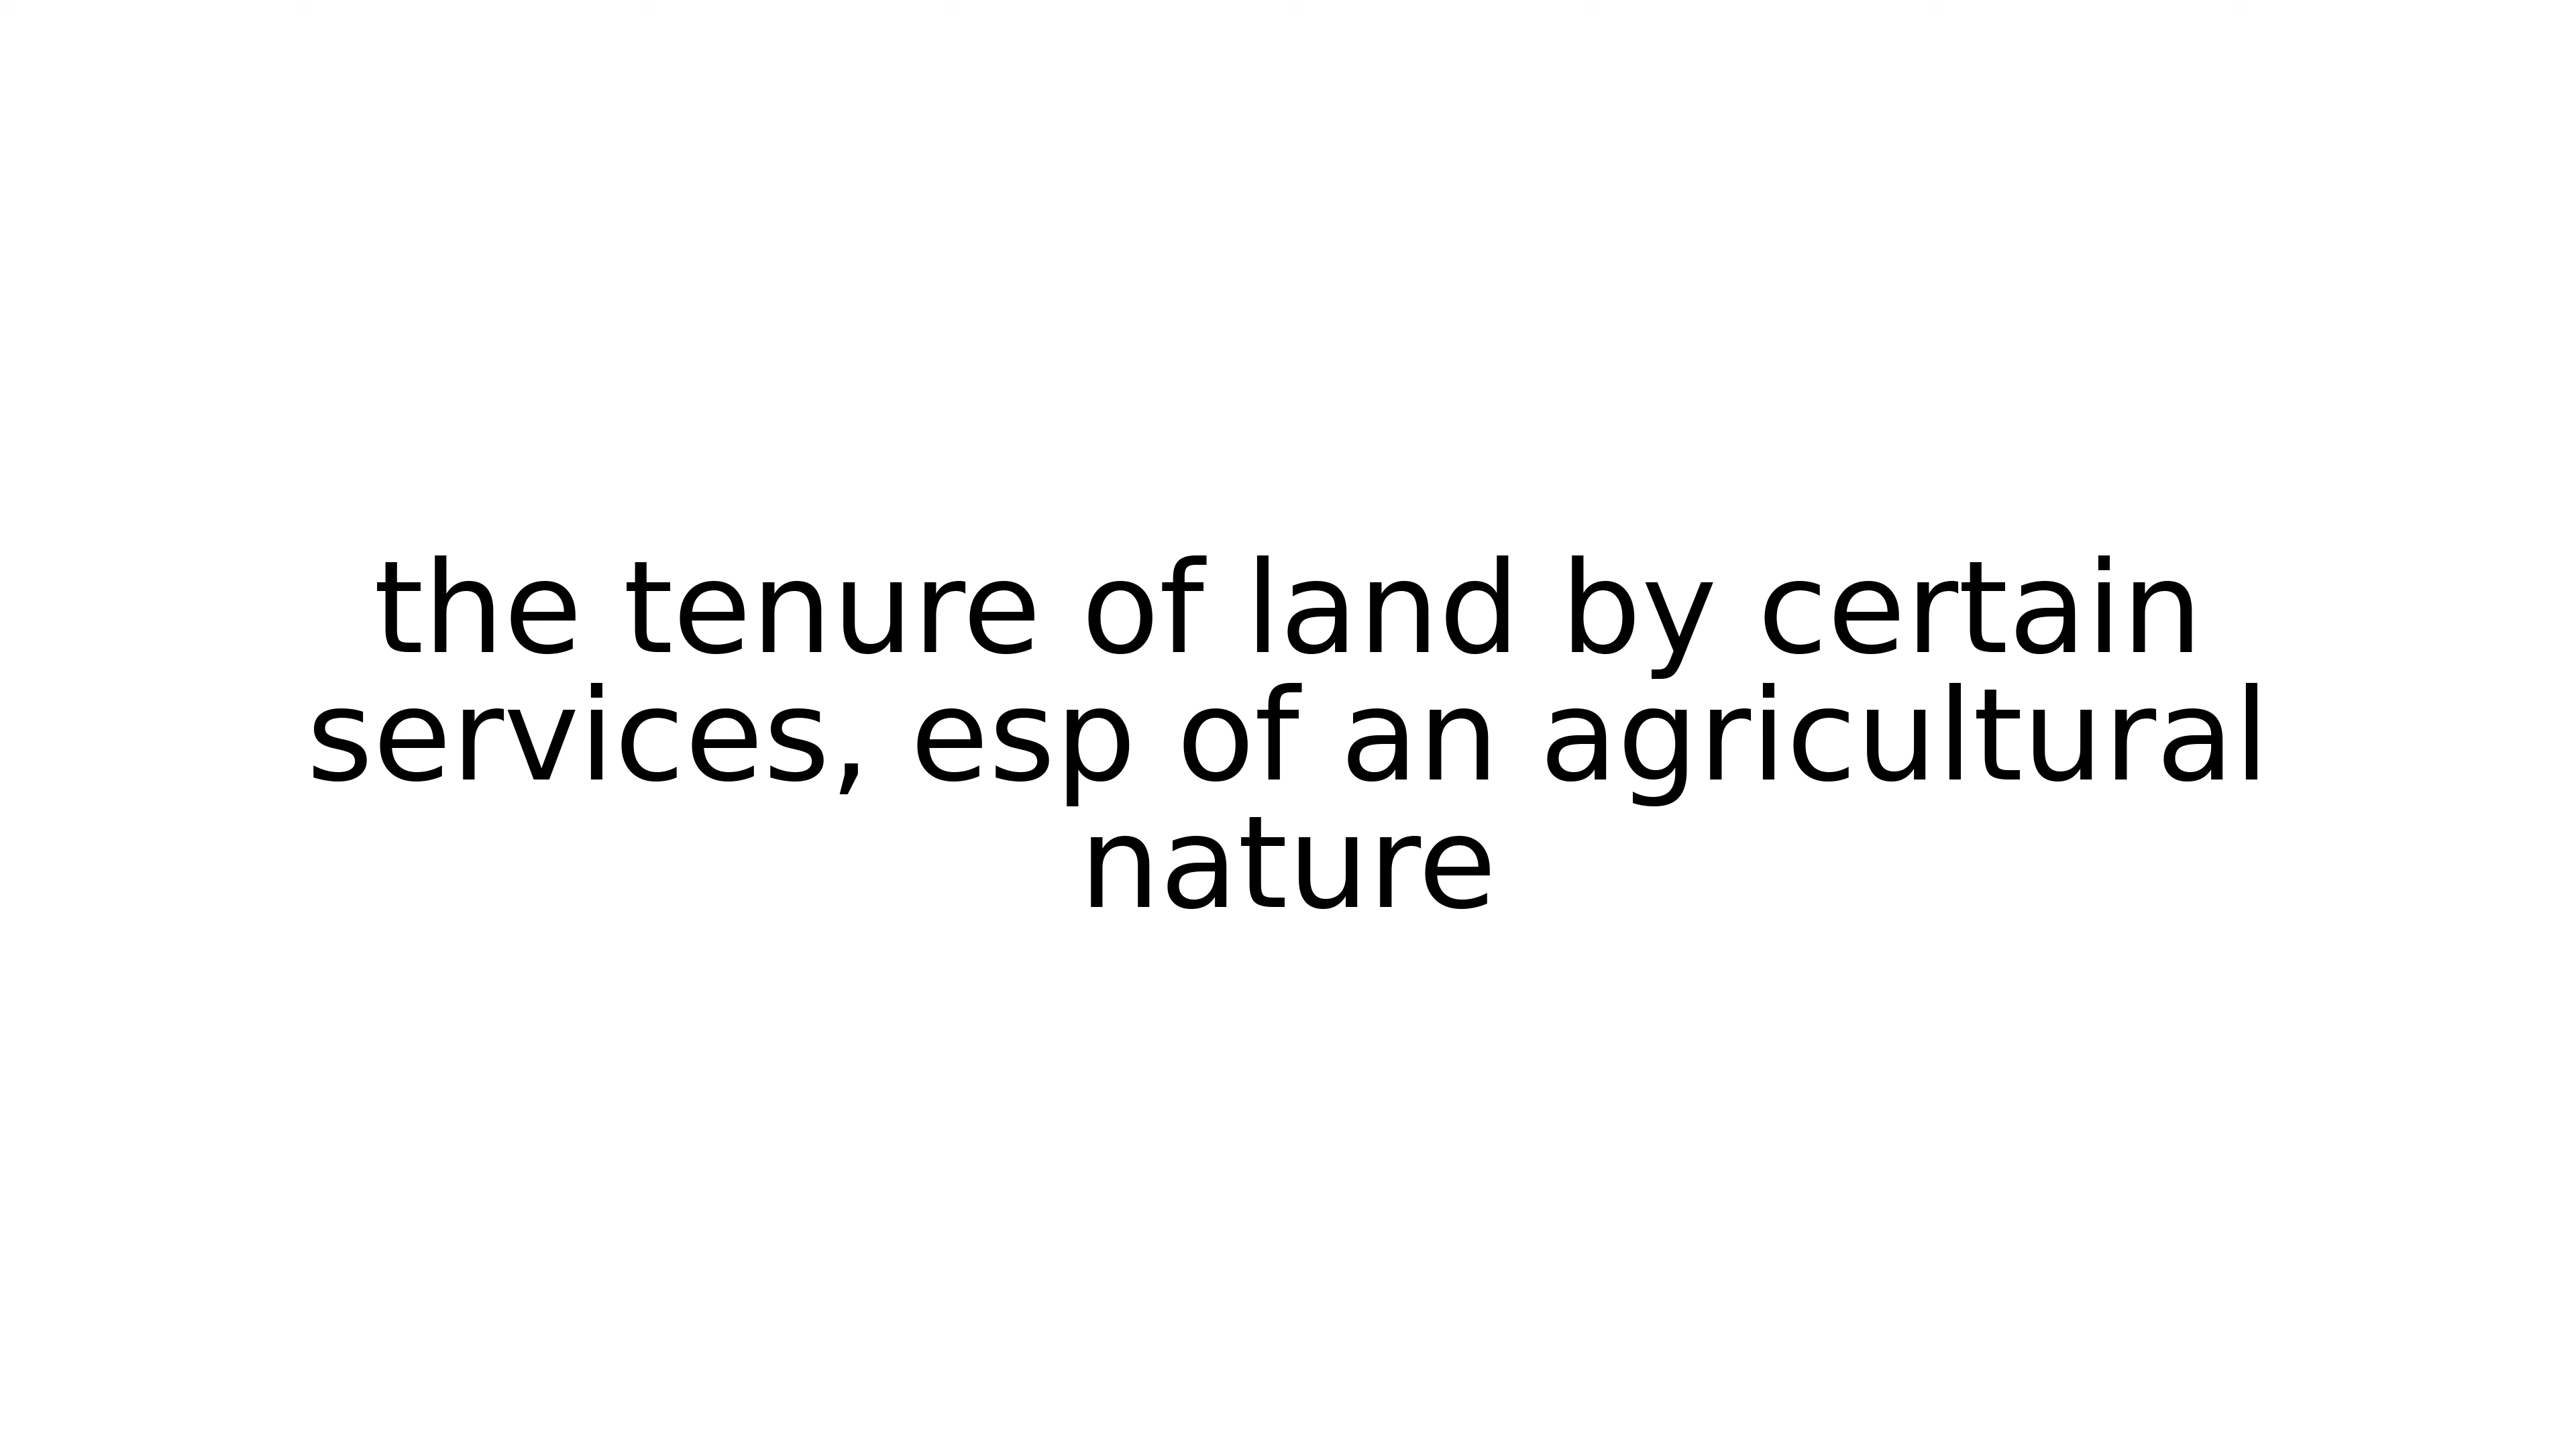 the tenure of land by certain
services, esp of an agricultural
nature